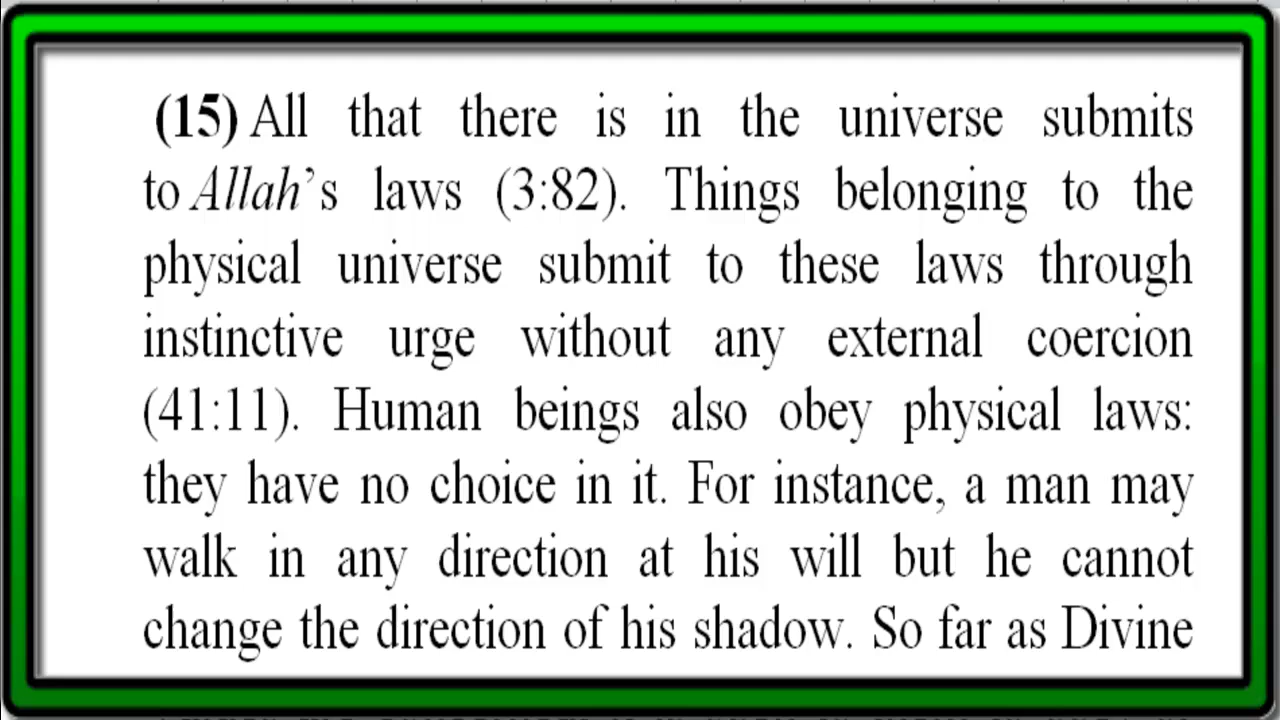 (15) All that there is in the universe submits
to Allah's laws (3:82). Things belonging to the
physical universe submit to these laws through
instinctive urge without any external coercion
(41:11). Human beings also obey physical laws:
they have no choice in it. For instance, a man may
walk in any direction at his will but he cannot
change the direction of his shadow. So far as Divine